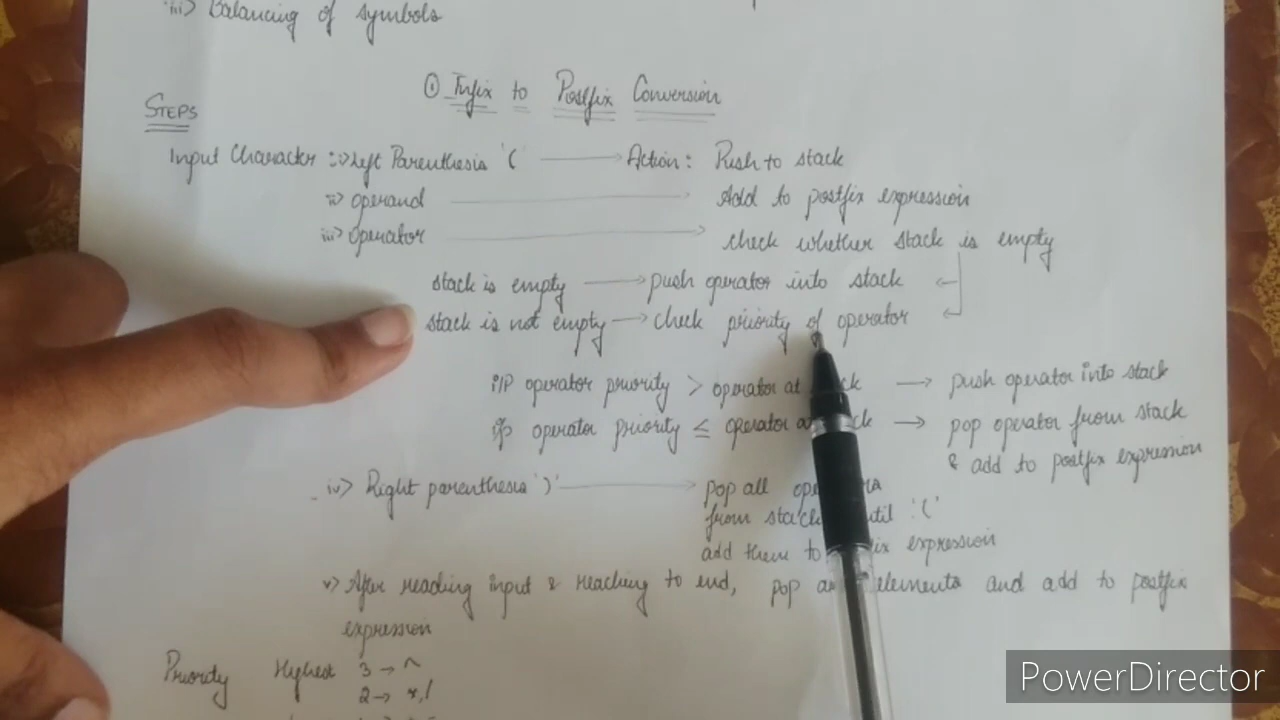 iii) Balancing of symbols
① Infix to Postfix Conversion
STEPS
Input Character : i) Left Parenthesis '( → Action : Push to stack
ii) operand → Add to postfix expression
iii) operator → check whether stack is empty
stack is empty → push operator into stack
stack is not empty → check priority of operator
i/p operator priority > operator at → push operator into stack
i/p operator priority ≤ operator → pop operator from stack
& add to postfix expression
iv) Right parenthesis ')' → pop all
from stack '('
add them to expression
v) After reading input & reaching to end, pop elements and add to postfix
expression
Priority Highest 3 → ^
2 → *, /
PowerDirector